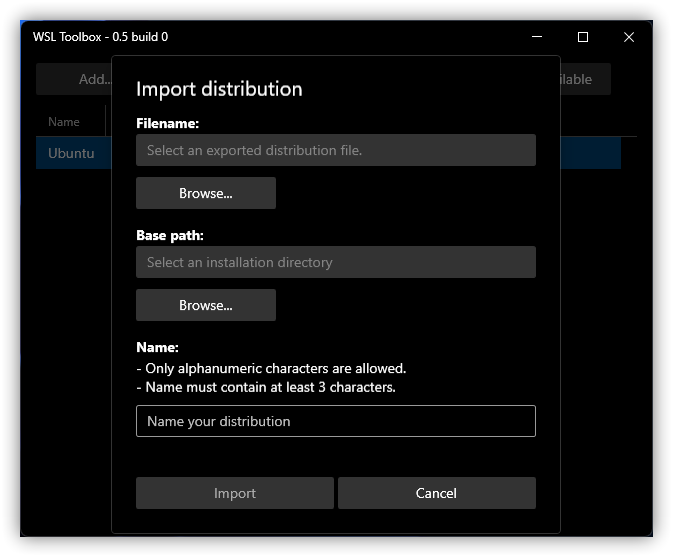 WSL Toolbox - 0.5 build 0
Add...
Import distribution
Name
Ubuntu
Filename:
Select an exported distribution file.
Browse...
Base path:
Select an installation directory
Browse...
Name:
- Only alphanumeric characters are allowed.
- Name must contain at least 3 characters.
Name your distribution
Import
Cancel